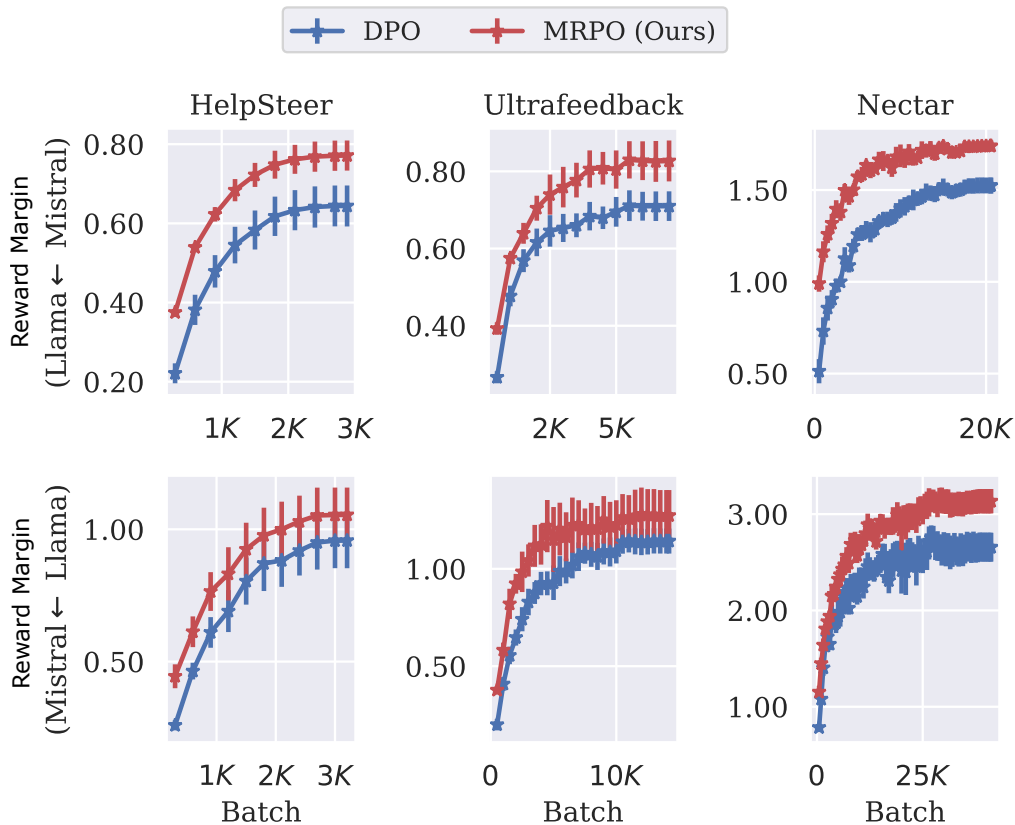 DPO MRPO (Ours)
HelpSteer Ultrafeedback Nectar
Reward Margin
(Llama ← Mistral)
0.80
0.60
0.40
0.20
1K 2K 3K
0.80
0.60
0.40
2K 5K
1.50
1.00
0.50
0 20K
Reward Margin
(Mistral ← Llama)
1.00
0.50
1K 2K 3K
Batch
1.00
0.50
0 10K
Batch
3.00
2.00
1.00
0 25K
Batch